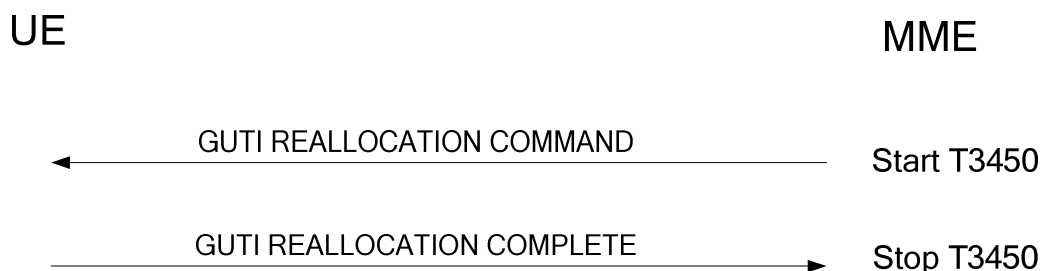 UE
MME
GUTI REALLOCATION COMMAND
Start T3450
GUTI REALLOCATION COMPLETE
Stop T3450